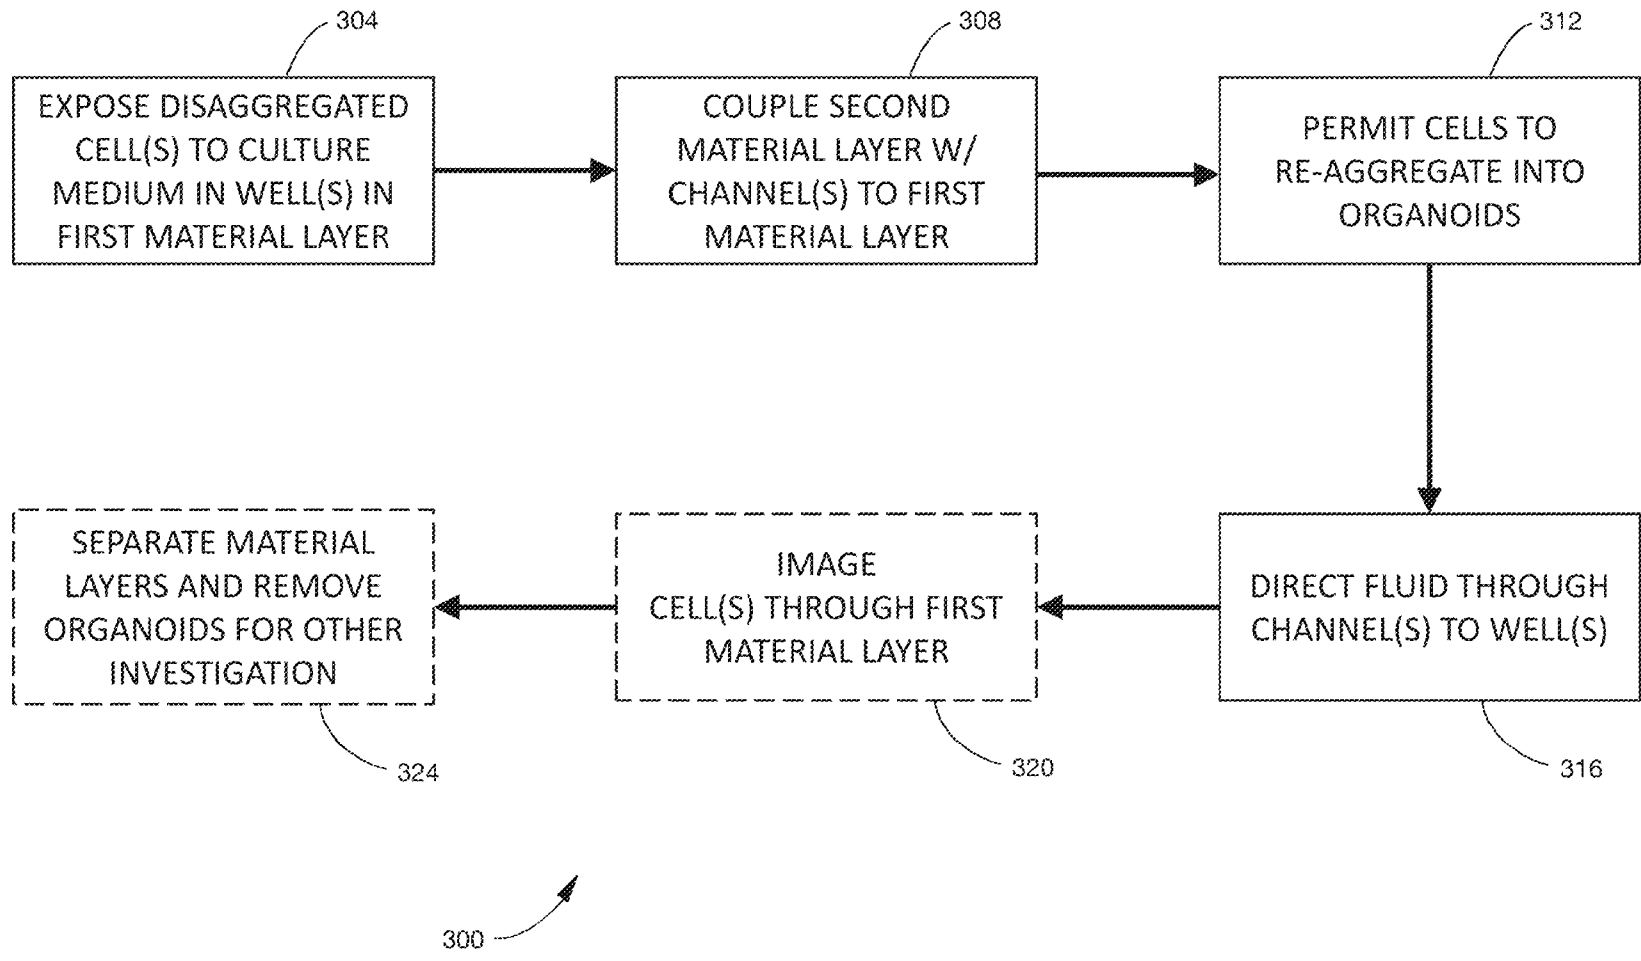 304
EXPOSE DISAGGREGATED
CELL(S) TO CULTURE
MEDIUM IN WELL(S) IN
FIRST MATERIAL LAYER
308
COUPLE SECOND
MATERIAL LAYER W/
CHANNEL(S) TO FIRST
MATERIAL LAYER
312
PERMIT CELLS TO
RE-AGGREGATE INTO
ORGANOIDS
DIRECT FLUID THROUGH
CHANNEL(S) TO WELL(S)
316
IMAGE
CELL(S) THROUGH FIRST
MATERIAL LAYER
320
SEPARATE MATERIAL
LAYERS AND REMOVE
ORGANOIDS FOR OTHER
INVESTIGATION
324
300